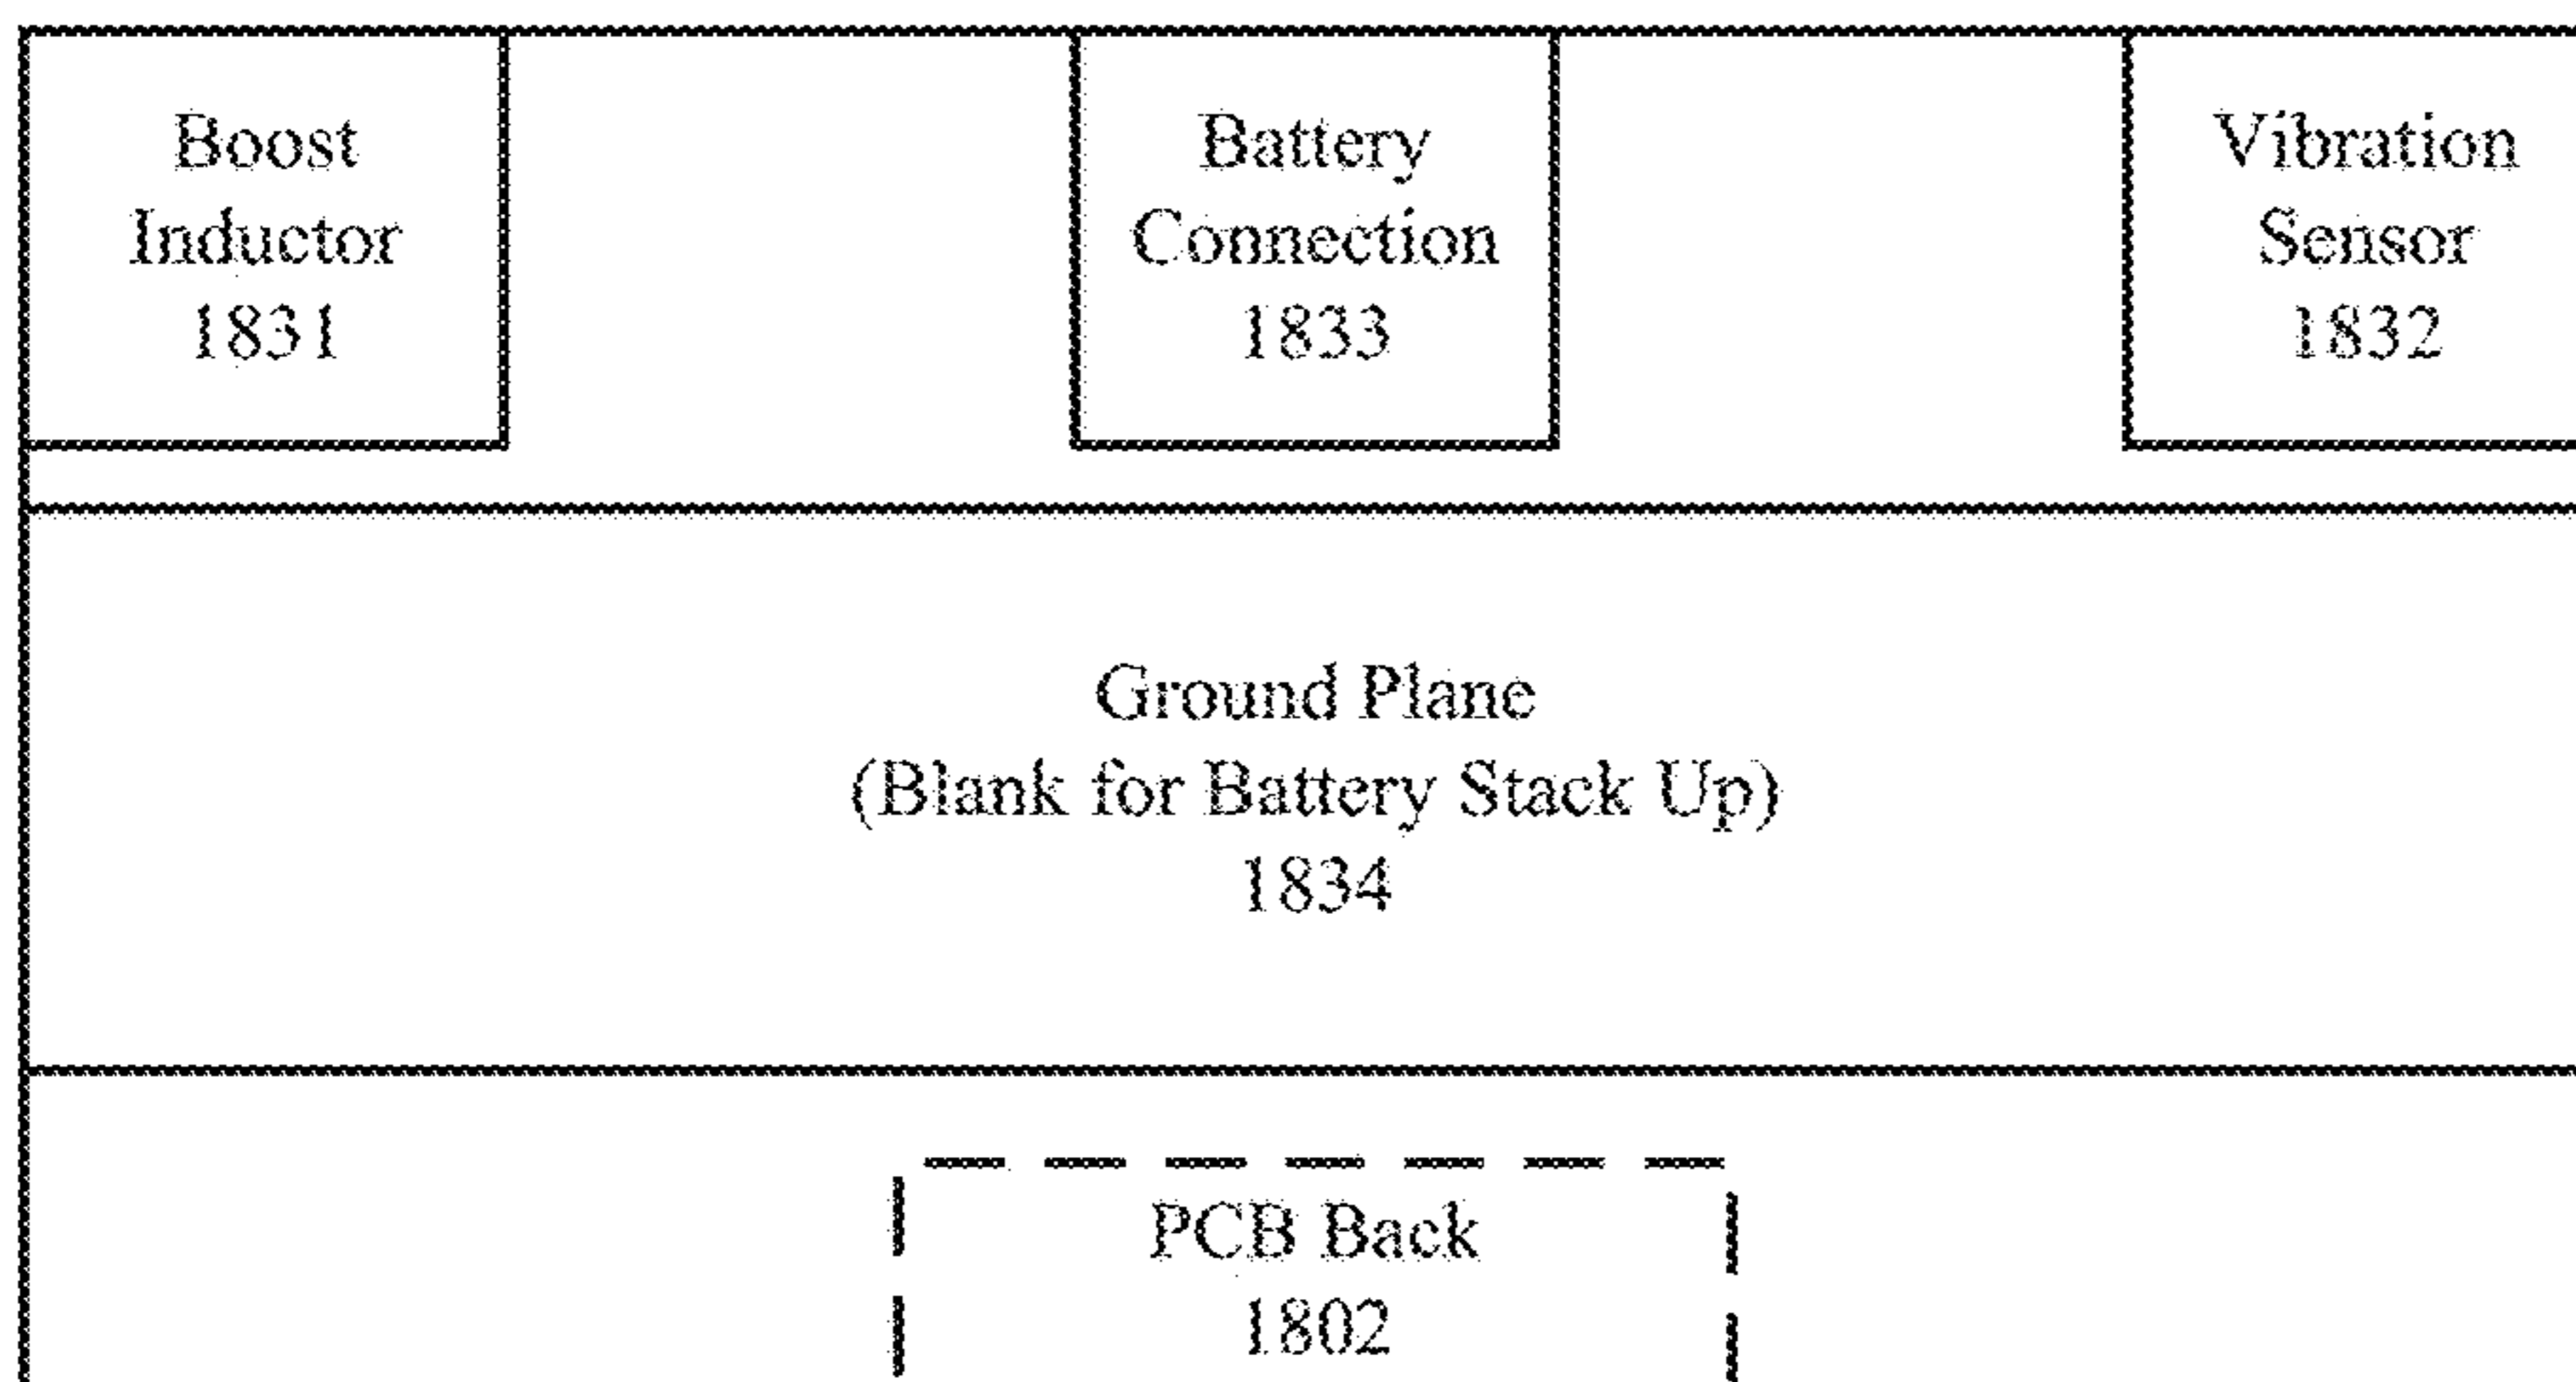 Boost
Inductor
1831
Battery
Connection
1833
Vibration
Sensor
1832
Ground Plane
(Blank for Battery Stack Up)
1834
PCB Back
1802